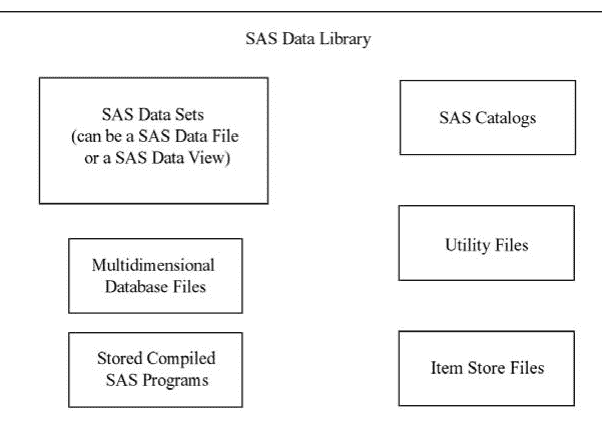 SAS Data Library
SAS Data Sets
(can be a SAS Data File
or a SAS Data View)
Multidimensional
Database Files
Stored Compiled
SAS Programs
SAS Catalogs
Utility Files
Item Store Files